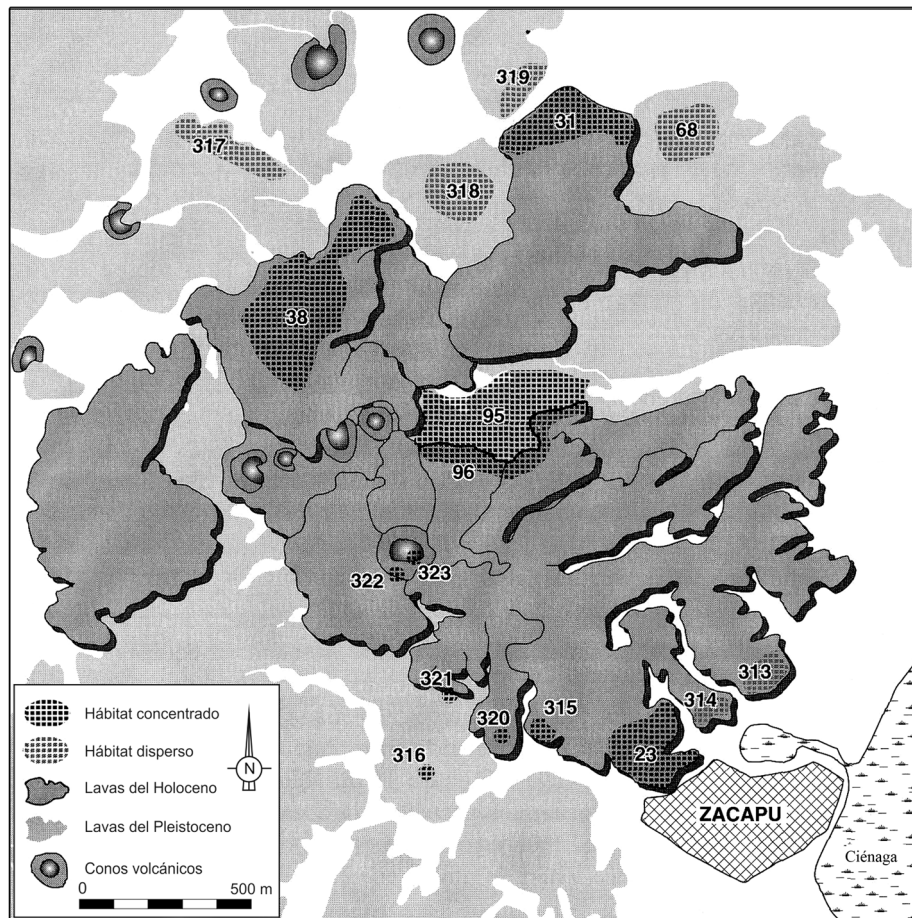 319
31
68
317
318
38
95
96
323
322
321
313
314
320
315
23
316
ZACAPU
Ciénaga
Hábitat concentrado
Hábitat disperso
Lavas del Holoceno
Lavas del Pleistoceno
Conos volcánicos
N
0 500 m